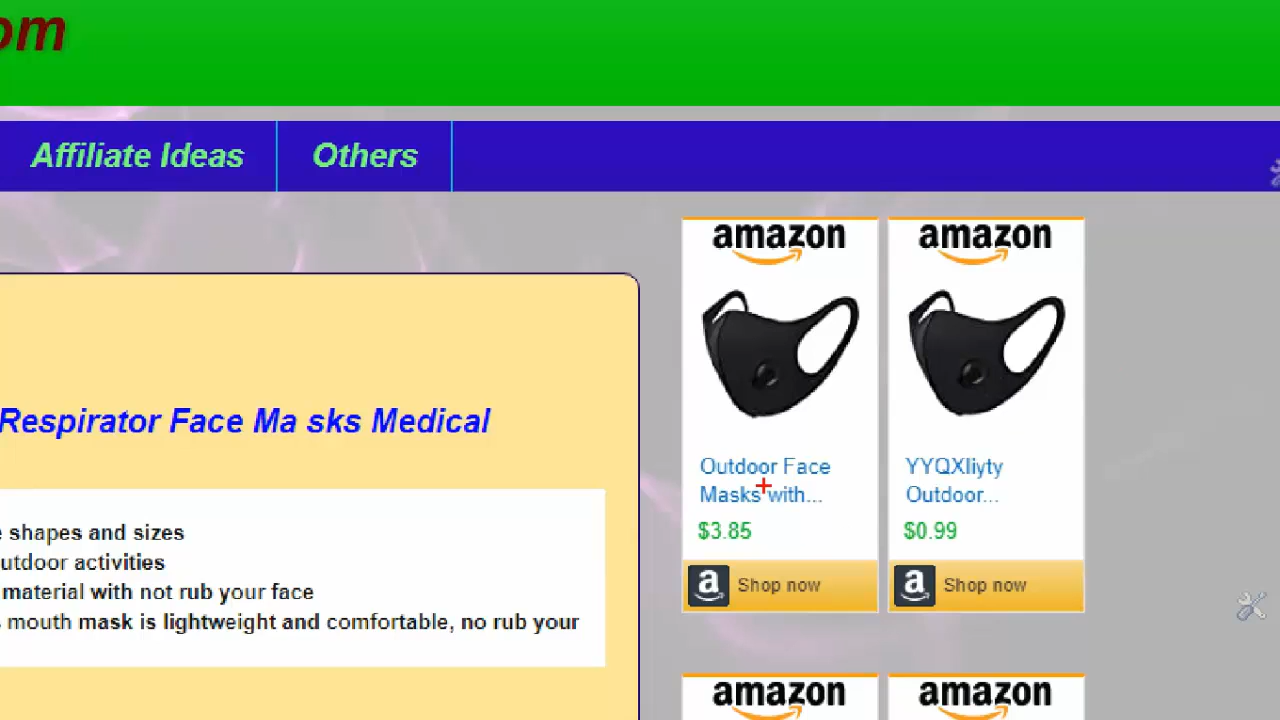 om
Affiliate Ideas
Others
Respirator Face Ma sks Medical
shapes and sizes
utdoor activities
material with not rub your face
mouth mask is lightweight and comfortable, no rub your
amazon
Outdoor Face
Masks with...
$3.85
a Shop now
amazon
YYQXliyty
Outdoor...
$0.99
a Shop now
amazon
amazon